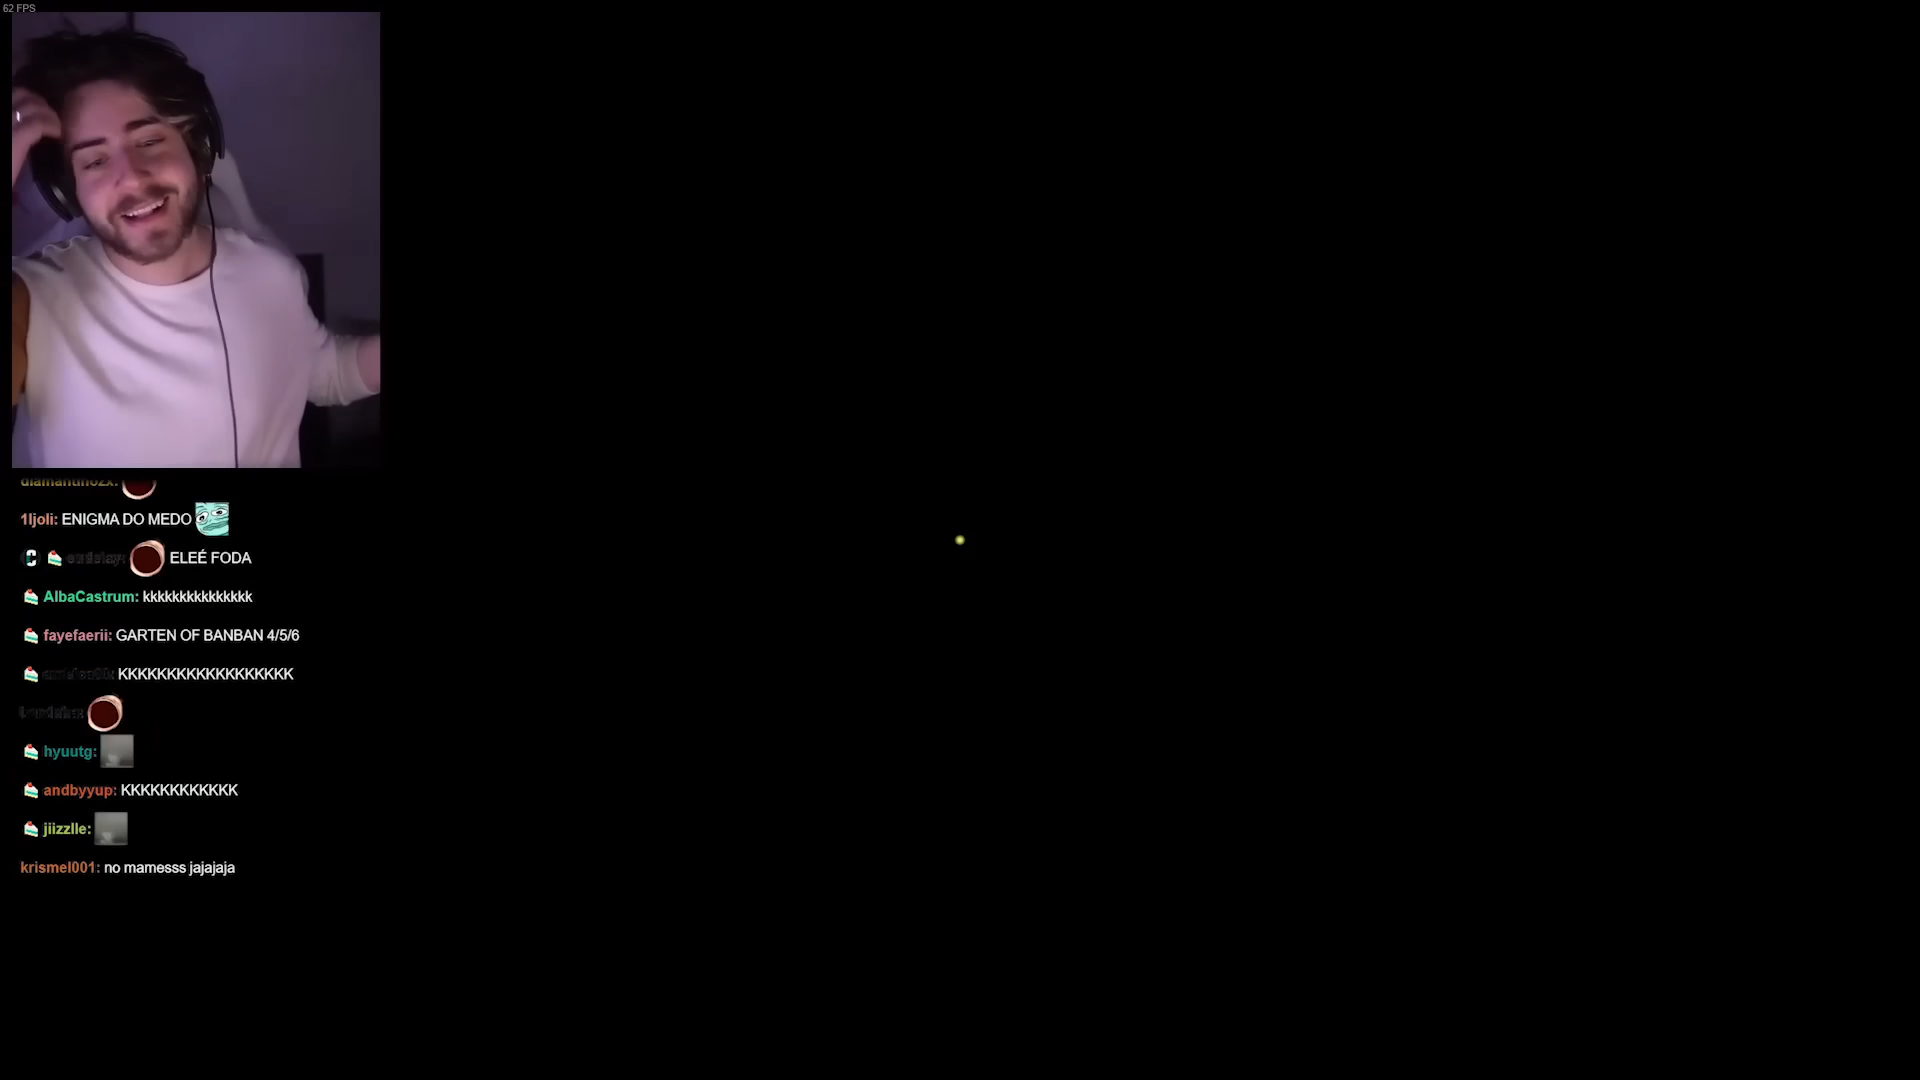 62 FPS
diamantino2x:
1ljoli: ENIGMA DO MEDO
ELEÉ FODA
AlbaCastrum: kkkkkkkkkkkkkkk
fayefaerii: GARTEN OF BANBAN 4/5/6
KKKKKKKKKKKKKKKKKK
hyuutg:
andbyyup: KKKKKKKKKKKK
jiizzlle:
krismel001: no mamesss jajajaja